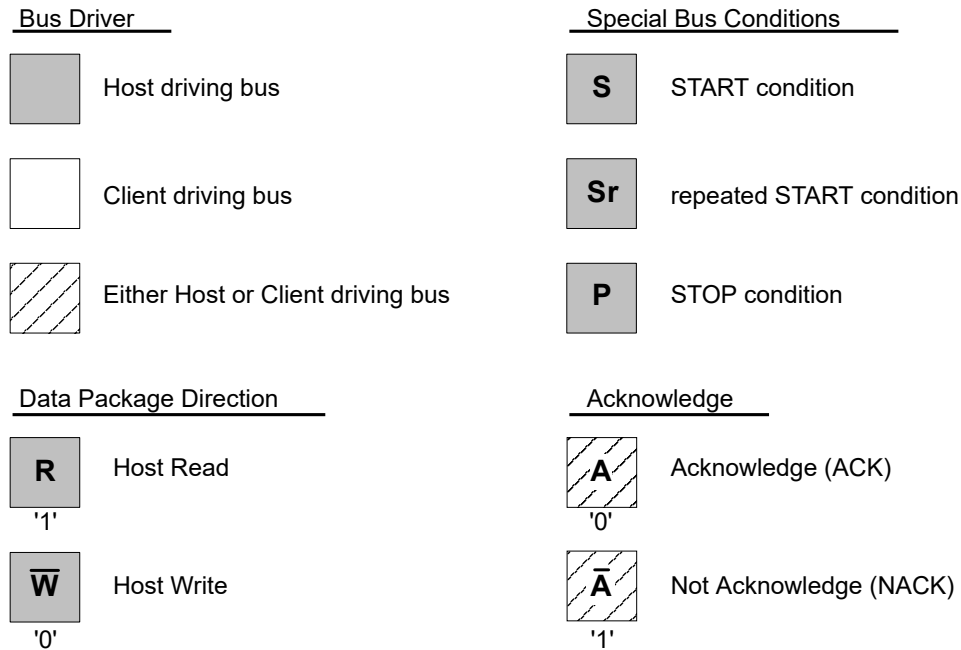 Bus Driver
Host driving bus
Client driving bus
Either Host or Client driving bus
Special Bus Conditions
S START condition
Sr repeated START condition
P STOP condition
Data Package Direction
R Host Read
'1'
W̅ Host Write
'0'
Acknowledge
A Acknowledge (ACK)
'0'
A̅ Not Acknowledge (NACK)
'1'